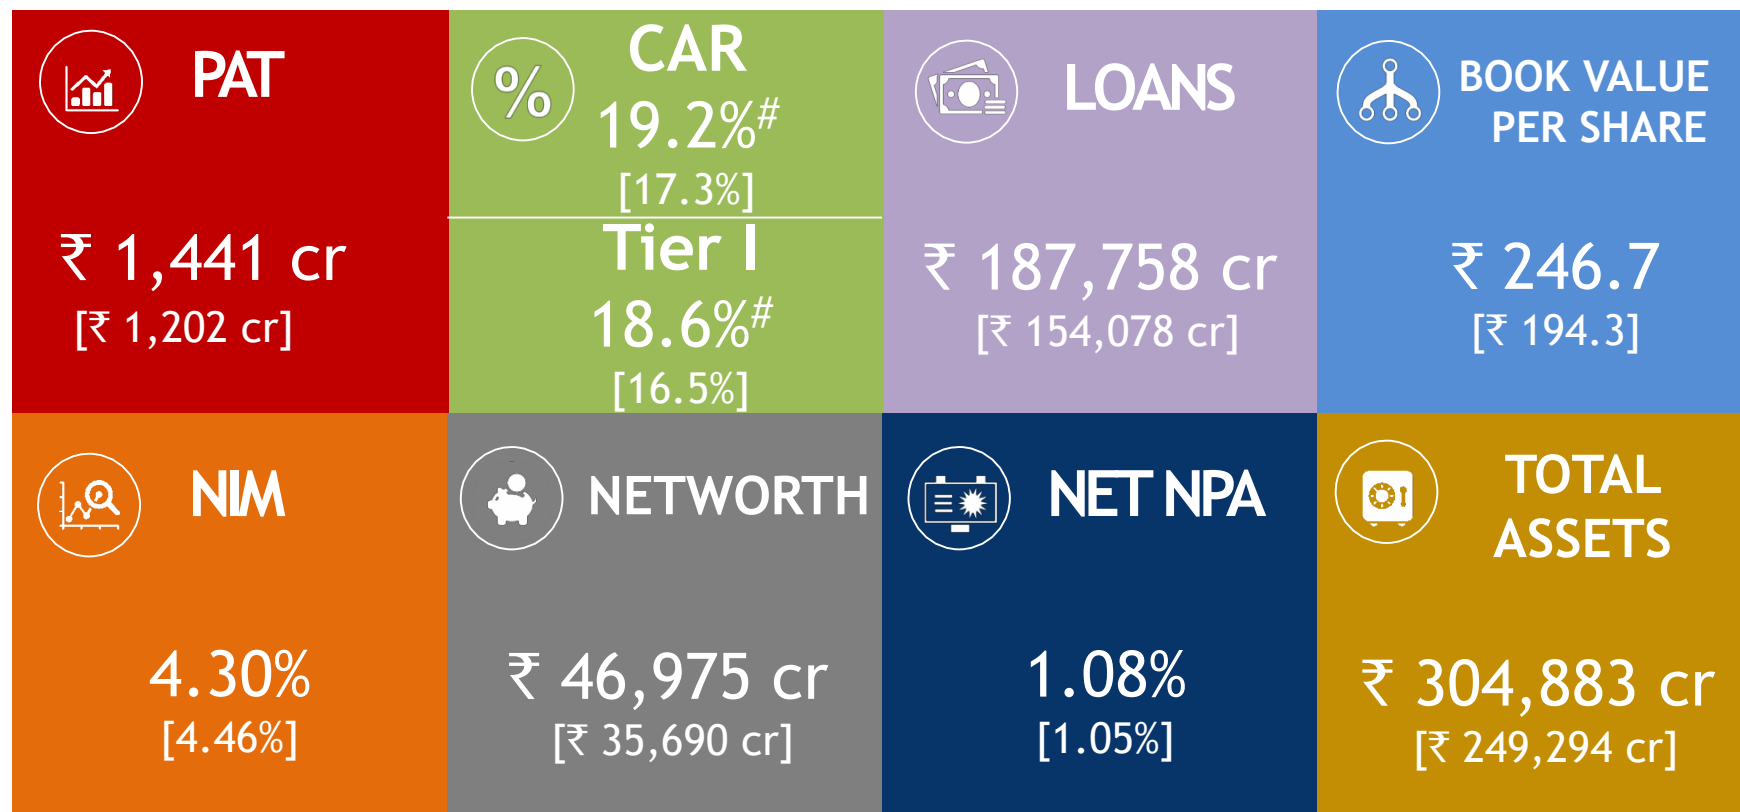 PAT
₹ 1,441 cr
[₹ 1,202 cr]
%
CAR
19.2%#
[17.3%]
Tier I
18.6%#
[16.5%]
LOANS
₹ 187,758 cr
[₹ 154,078 cr]
BOOK VALUE
PER SHARE
₹ 246.7
[₹ 194.3]
NIM
4.30%
[4.46%]
NETWORTH
₹ 46,975 cr
[₹ 35,690 cr]
NET NPA
1.08%
[1.05%]
TOTAL
ASSETS
₹ 304,883 cr
[₹ 249,294 cr]